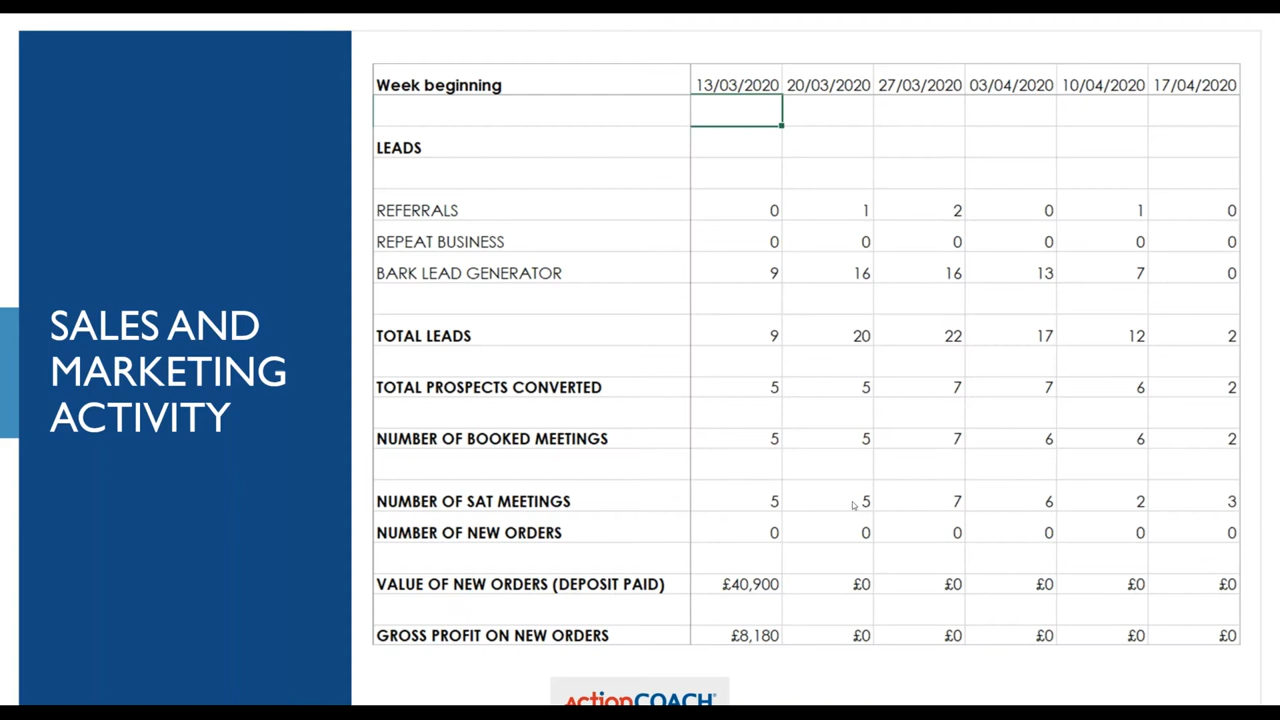 SALES AND
MARKETING
ACTIVITY
Week beginning 13/03/2020 20/03/2020 27/03/2020 03/04/2020 10/04/2020 17/04/2020
LEADS
REFERRALS 0 1 2 0 1 0
REPEAT BUSINESS 0 0 0 0 0 0
BARK LEAD GENERATOR 9 16 16 13 7 0
TOTAL LEADS 9 20 22 17 12 2
TOTAL PROSPECTS CONVERTED 5 5 7 7 6 2
NUMBER OF BOOKED MEETINGS 5 5 7 6 6 2
NUMBER OF SAT MEETINGS 5 5 7 6 2 3
NUMBER OF NEW ORDERS 0 0 0 0 0 0
VALUE OF NEW ORDERS (DEPOSIT PAID) £40,900 £0 £0 £0 £0 £0
GROSS PROFIT ON NEW ORDERS £8,180 £0 £0 £0 £0 £0
ActionCOACH